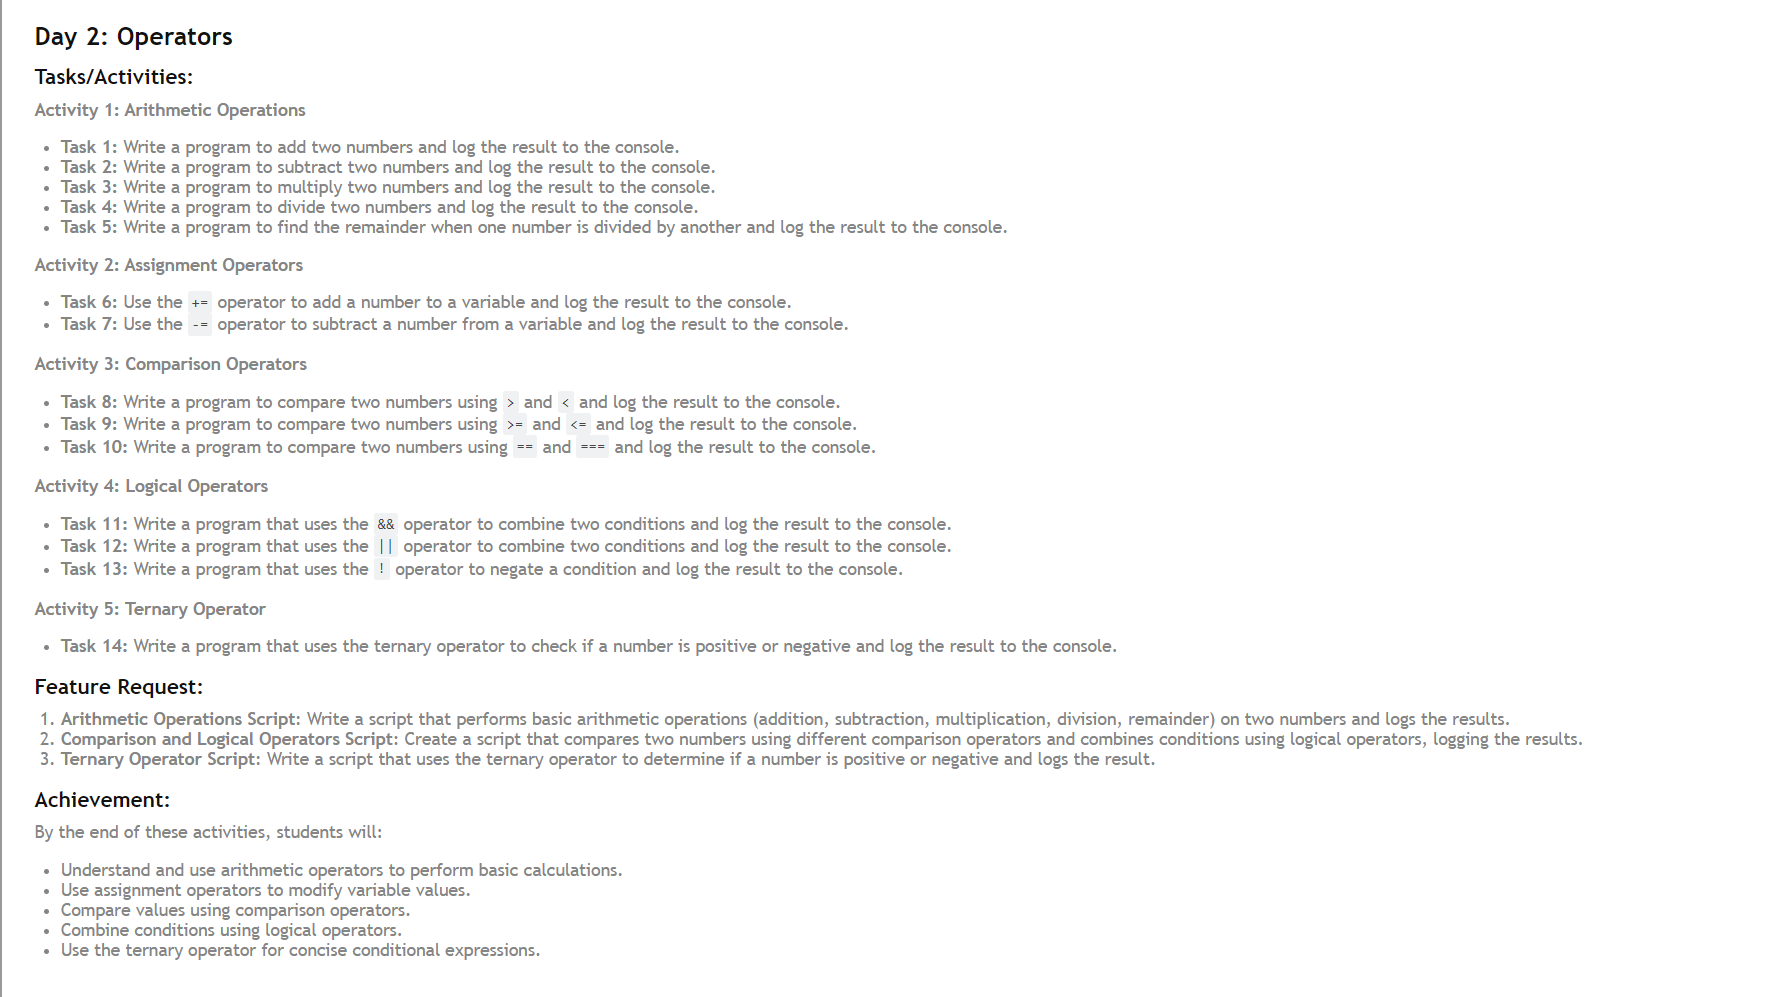 Day 2: Operators
Tasks/Activities:
Activity 1: Arithmetic Operations
Task 1: Write a program to add two numbers and log the result to the console.
Task 2: Write a program to subtract two numbers and log the result to the console.
Task 3: Write a program to multiply two numbers and log the result to the console.
Task 4: Write a program to divide two numbers and log the result to the console.
Task 5: Write a program to find the remainder when one number is divided by another and log the result to the console.
Activity 2: Assignment Operators
Task 6: Use the += operator to add a number to a variable and log the result to the console.
Task 7: Use the -= operator to subtract a number from a variable and log the result to the console.
Activity 3: Comparison Operators
Task 8: Write a program to compare two numbers using > and < and log the result to the console.
Task 9: Write a program to compare two numbers using >= and <= and log the result to the console.
Task 10: Write a program to compare two numbers using == and === and log the result to the console.
Activity 4: Logical Operators
Task 11: Write a program that uses the && operator to combine two conditions and log the result to the console.
Task 12: Write a program that uses the || operator to combine two conditions and log the result to the console.
Task 13: Write a program that uses the ! operator to negate a condition and log the result to the console.
Activity 5: Ternary Operator
Task 14: Write a program that uses the ternary operator to check if a number is positive or negative and log the result to the console.
Feature Request:
1. Arithmetic Operations Script: Write a script that performs basic arithmetic operations (addition, subtraction, multiplication, division, remainder) on two numbers and logs the results.
2. Comparison and Logical Operators Script: Create a script that compares two numbers using different comparison operators and combines conditions using logical operators, logging the results.
3. Ternary Operator Script: Write a script that uses the ternary operator to determine if a number is positive or negative and logs the result.
Achievement:
By the end of these activities, students will:
Understand and use arithmetic operators to perform basic calculations.
Use assignment operators to modify variable values.
Compare values using comparison operators.
Combine conditions using logical operators.
Use the ternary operator for concise conditional expressions.